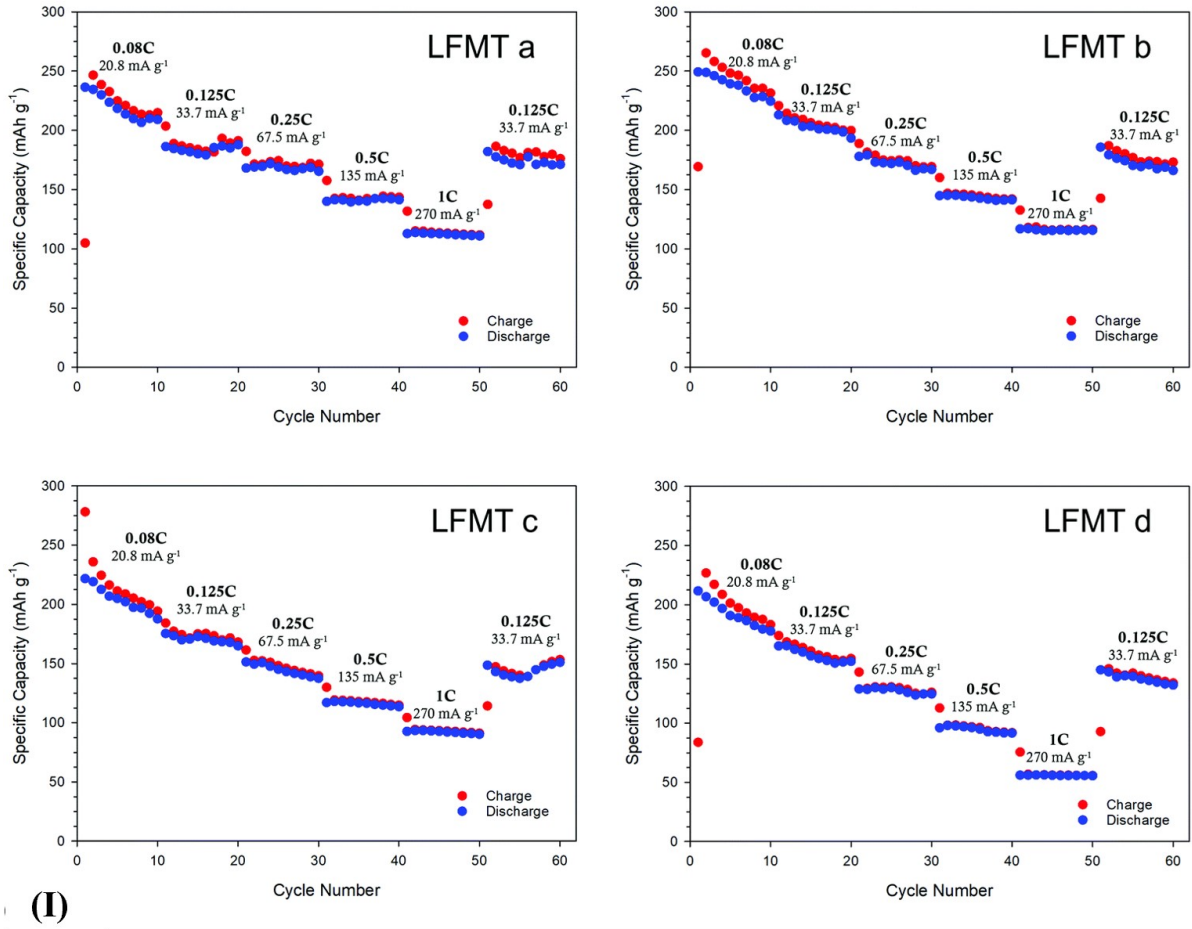 LFMT a
300
250
200
150
100
50
0
0.08C
20.8 mA g⁻¹
0.125C
33.7 mA g⁻¹
0.25C
67.5 mA g⁻¹
0.5C
135 mA g⁻¹
1C
270 mA g⁻¹
0.125C
33.7 mA g⁻¹
Charge
Discharge
0 10 20 30 40 50 60
Cycle Number
Specific Capacity (mAh g⁻¹)
LFMT b
300
250
200
150
100
50
0
0.08C
20.8 mA g⁻¹
0.125C
33.7 mA g⁻¹
0.25C
67.5 mA g⁻¹
0.5C
135 mA g⁻¹
1C
270 mA g⁻¹
0.125C
33.7 mA g⁻¹
Charge
Discharge
0 10 20 30 40 50 60
Cycle Number
Specific Capacity (mAh g⁻¹)
LFMT c
300
250
200
150
100
50
0
0.08C
20.8 mA g⁻¹
0.125C
33.7 mA g⁻¹
0.25C
67.5 mA g⁻¹
0.5C
135 mA g⁻¹
1C
270 mA g⁻¹
0.125C
33.7 mA g⁻¹
Charge
Discharge
0 10 20 30 40 50 60
Cycle Number
Specific Capacity (mAh g⁻¹)
LFMT d
300
250
200
150
100
50
0
0.08C
20.8 mA g⁻¹
0.125C
33.7 mA g⁻¹
0.25C
67.5 mA g⁻¹
0.5C
135 mA g⁻¹
1C
270 mA g⁻¹
0.125C
33.7 mA g⁻¹
Charge
Discharge
0 10 20 30 40 50 60
Cycle Number
Specific Capacity (mAh g⁻¹)
(I)